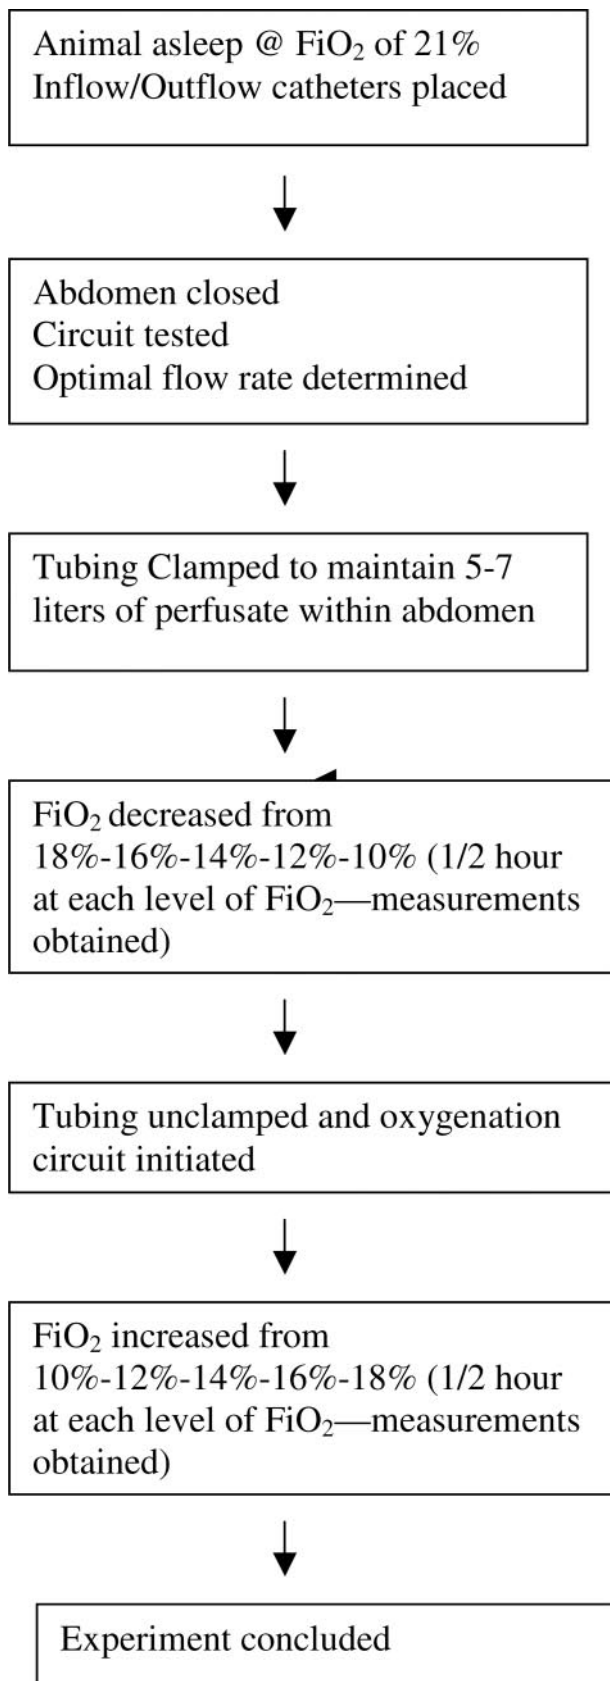 Animal asleep @ FiO₂ of 21%
Inflow/Outflow catheters placed
Abdomen closed
Circuit tested
Optimal flow rate determined
Tubing Clamped to maintain 5-7
liters of perfusate within abdomen
FiO₂ decreased from
18%-16%-14%-12%-10% (1/2 hour
at each level of FiO₂—measurements
obtained)
Tubing unclamped and oxygenation
circuit initiated
FiO₂ increased from
10%-12%-14%-16%-18% (1/2 hour
at each level of FiO₂—measurements
obtained)
Experiment concluded